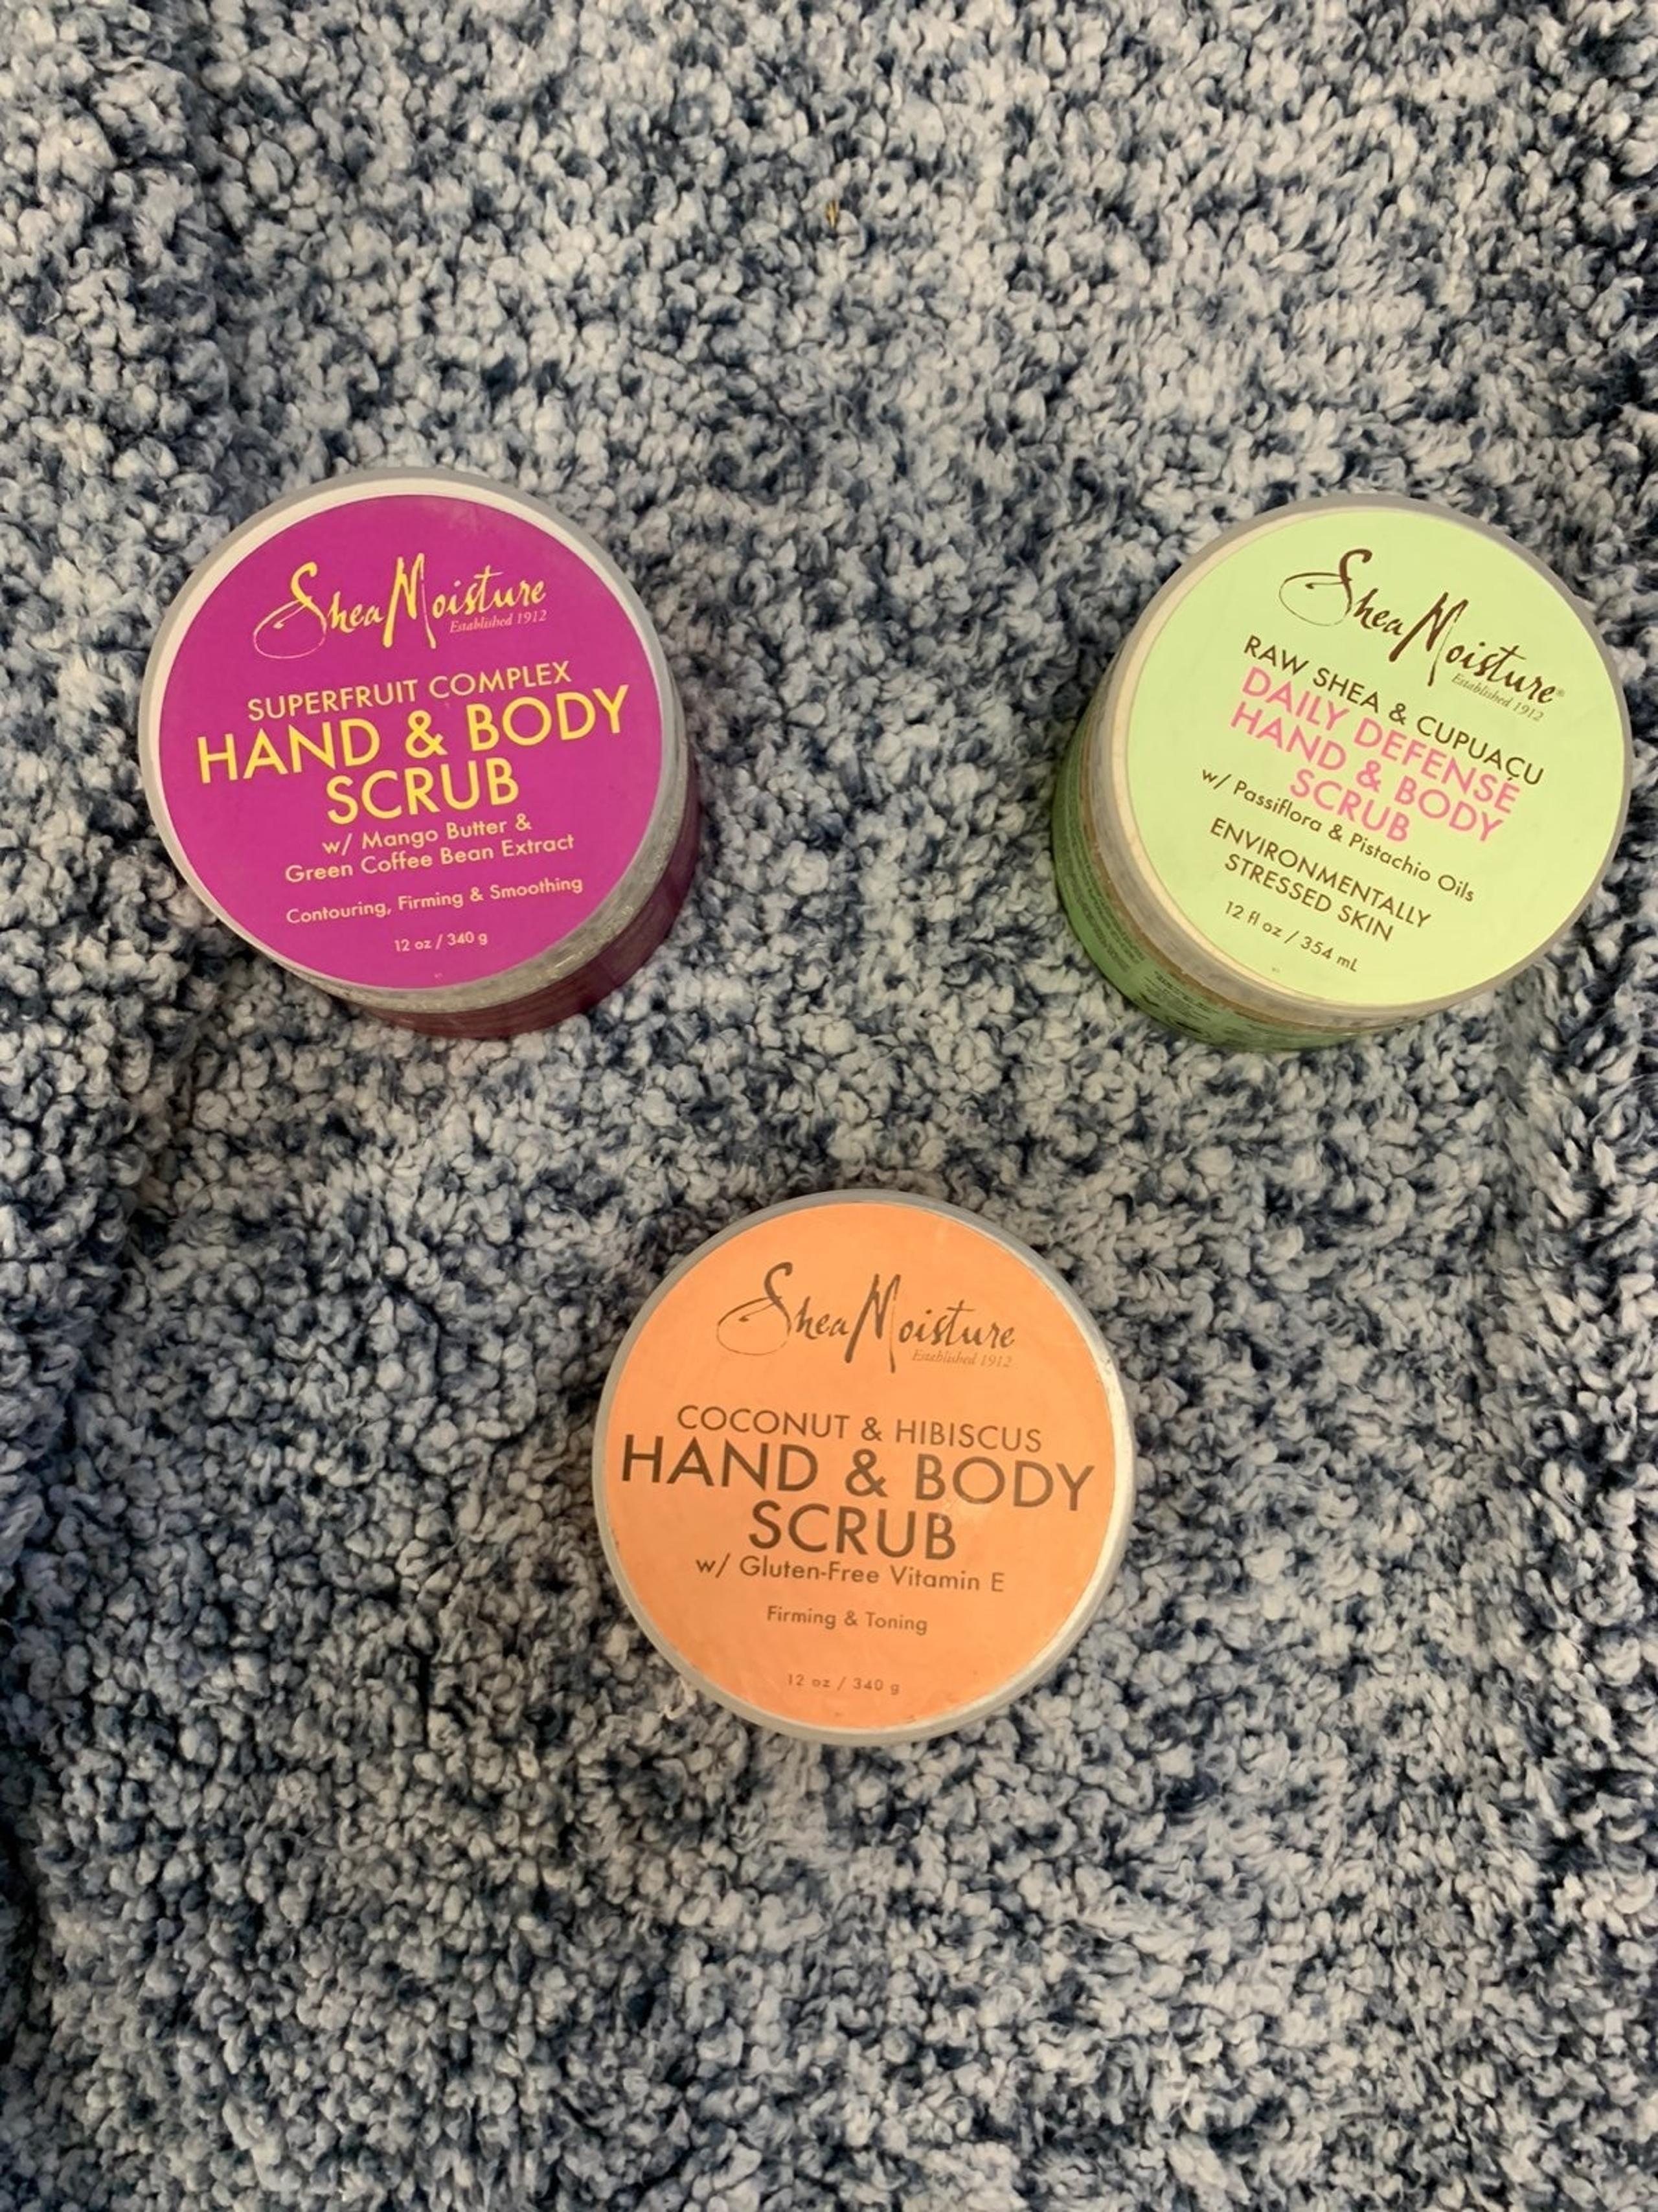 SheaMoisture
Established 1912
SUPERFRUIT COMPLEX
HAND & BODY
SCRUB
w/ Mango Butter &
Green Coffee Bean Extract
Contouring, Firming & Smoothing
12 oz / 340 g
SheaMoisture®
Established 1912
RAW SHEA & CUPUAÇU
DAILY DEFENSE
HAND & BODY
SCRUB
w/ Passiflora & Pistachio Oils
ENVIRONMENTALLY
STRESSED SKIN
12 fl oz / 354 mL
SheaMoisture
Established 1912
COCONUT & HIBISCUS
HAND & BODY
SCRUB
w/ Gluten-Free Vitamin E
Firming & Toning
12 oz / 340 g